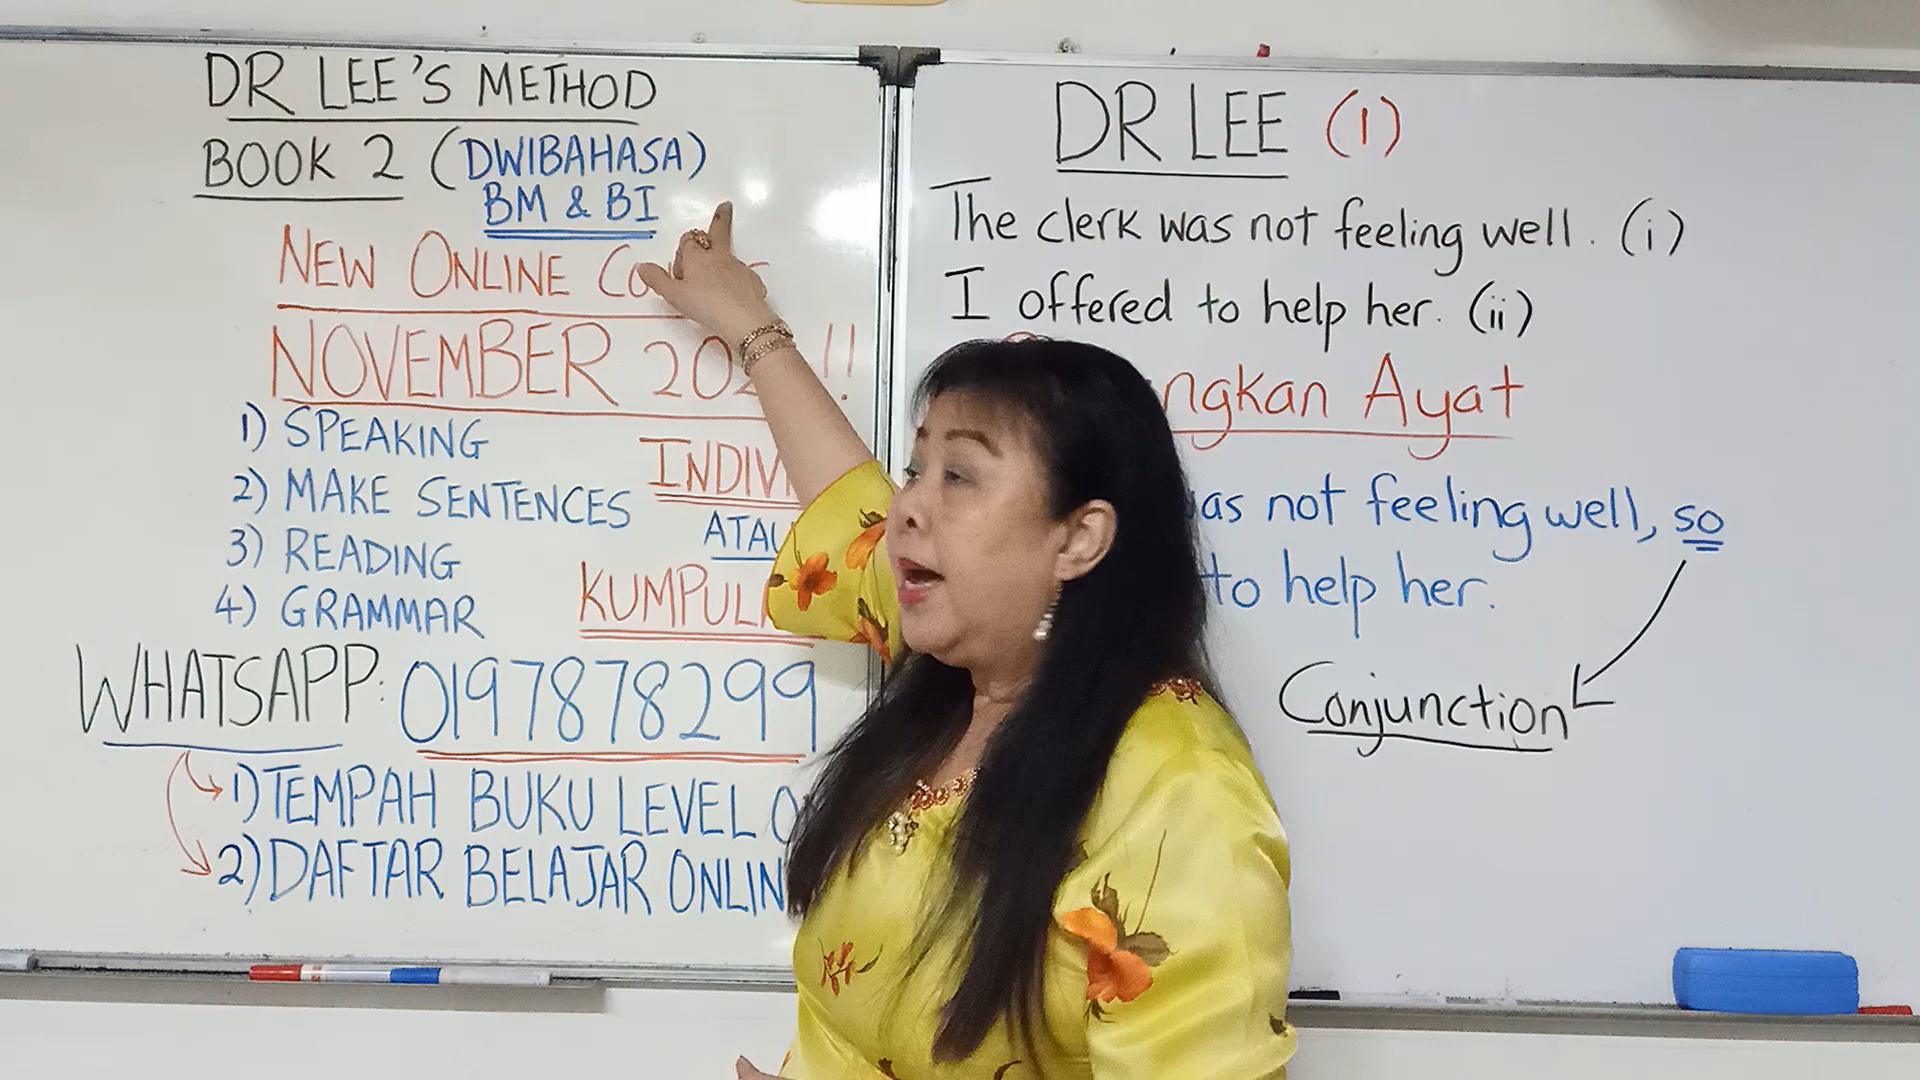 DR LEE'S METHOD
BOOK 2 (DWIBAHASA)
BM & BI
NEW ONLINE
NOVEMBER !!
1) SPEAKING
2) MAKE SENTENCES
3) READING
4) GRAMMAR
ATAU
WHATSAPP: 0197878299
1) TEMPAH BUKU LEVEL
2) DAFTAR BELAJAR
DR LEE (1)
The clerk was not feeling well. (i)
I offered to help her. (ii)
Ayat
not feeling well, so
to help her.
Conjunction